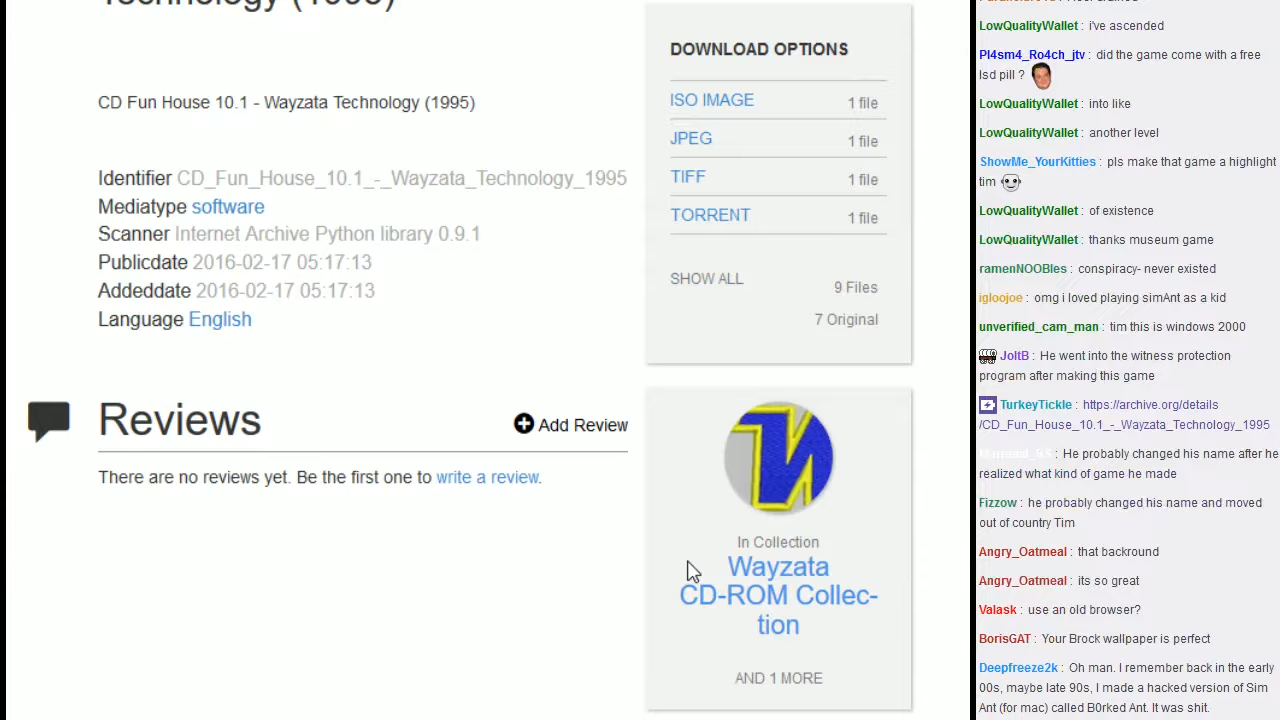 Technology (1995)
CD Fun House 10.1 - Wayzata Technology (1995)
Identifier CD_Fun_House_10.1_-_Wayzata_Technology_1995
Mediatype software
Scanner Internet Archive Python library 0.9.1
Publicdate 2016-02-17 05:17:13
Addeddate 2016-02-17 05:17:13
Language English
Reviews
Add Review
There are no reviews yet. Be the first one to write a review.
DOWNLOAD OPTIONS
ISO IMAGE 1 file
JPEG 1 file
TIFF 1 file
TORRENT 1 file
SHOW ALL 9 Files
7 Original
In Collection
Wayzata
CD-ROM Collec-
tion
AND 1 MORE
LowQualityWallet : i've ascended
Pl4sm4_Ro4ch_jtv : did the game come with a free
lsd pill ?
LowQualityWallet : into like
LowQualityWallet : another level
ShowMe_YourKitties : pls make that game a highlight
tim
LowQualityWallet : of existence
LowQualityWallet : thanks museum game
ramenNOOBles : conspiracy- never existed
igloojoe : omg i loved playing simAnt as a kid
unverified_cam_man : tim this is windows 2000
JoltB : He went into the witness protection
program after making this game
TurkeyTickle : https://archive.org/details
/CD_Fun_House_10.1_-_Wayzata_Technology_1995
: He probably changed his name after he
realized what kind of game he made
Fizzow : he probably changed his name and moved
out of country Tim
Angry_Oatmeal : that backround
Angry_Oatmeal : its so great
Valask : use an old browser?
BorisGAT : Your Brock wallpaper is perfect
Deepfreeze2k : Oh man. I remember back in the early
00s, maybe late 90s, I made a hacked version of Sim
Ant (for mac) called B0rked Ant. It was shit.